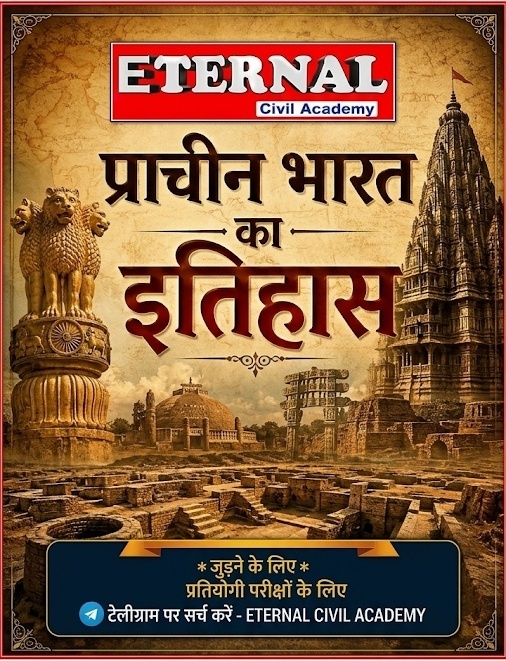 ETERNAL
Civil Academy
प्राचीन भारत
का
इतिहास
* जुड़ने के लिए *
प्रतियोगी परीक्षों के लिए
टेलीग्राम पर सर्च करें - ETERNAL CIVIL ACADEMY